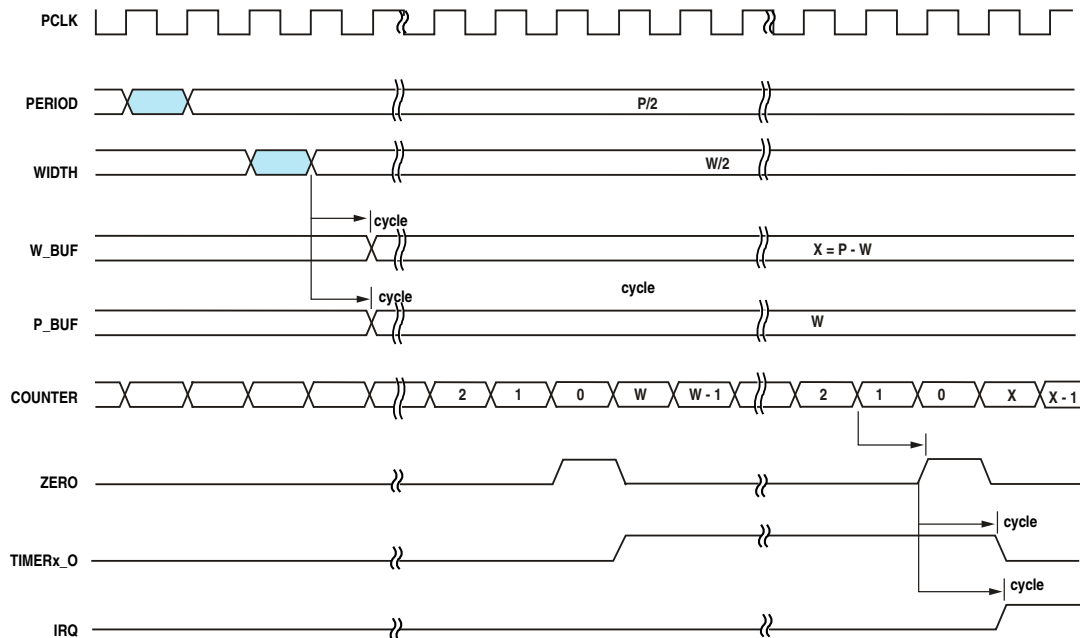 PCLK
PERIOD
P/2
WIDTH
W/2
cycle
W_BUF
X = P - W
cycle
cycle
P_BUF
W
COUNTER
2 1 0 W W - 1 2 1 0 X X - 1
ZERO
cycle
TIMERx_O
cycle
IRQ